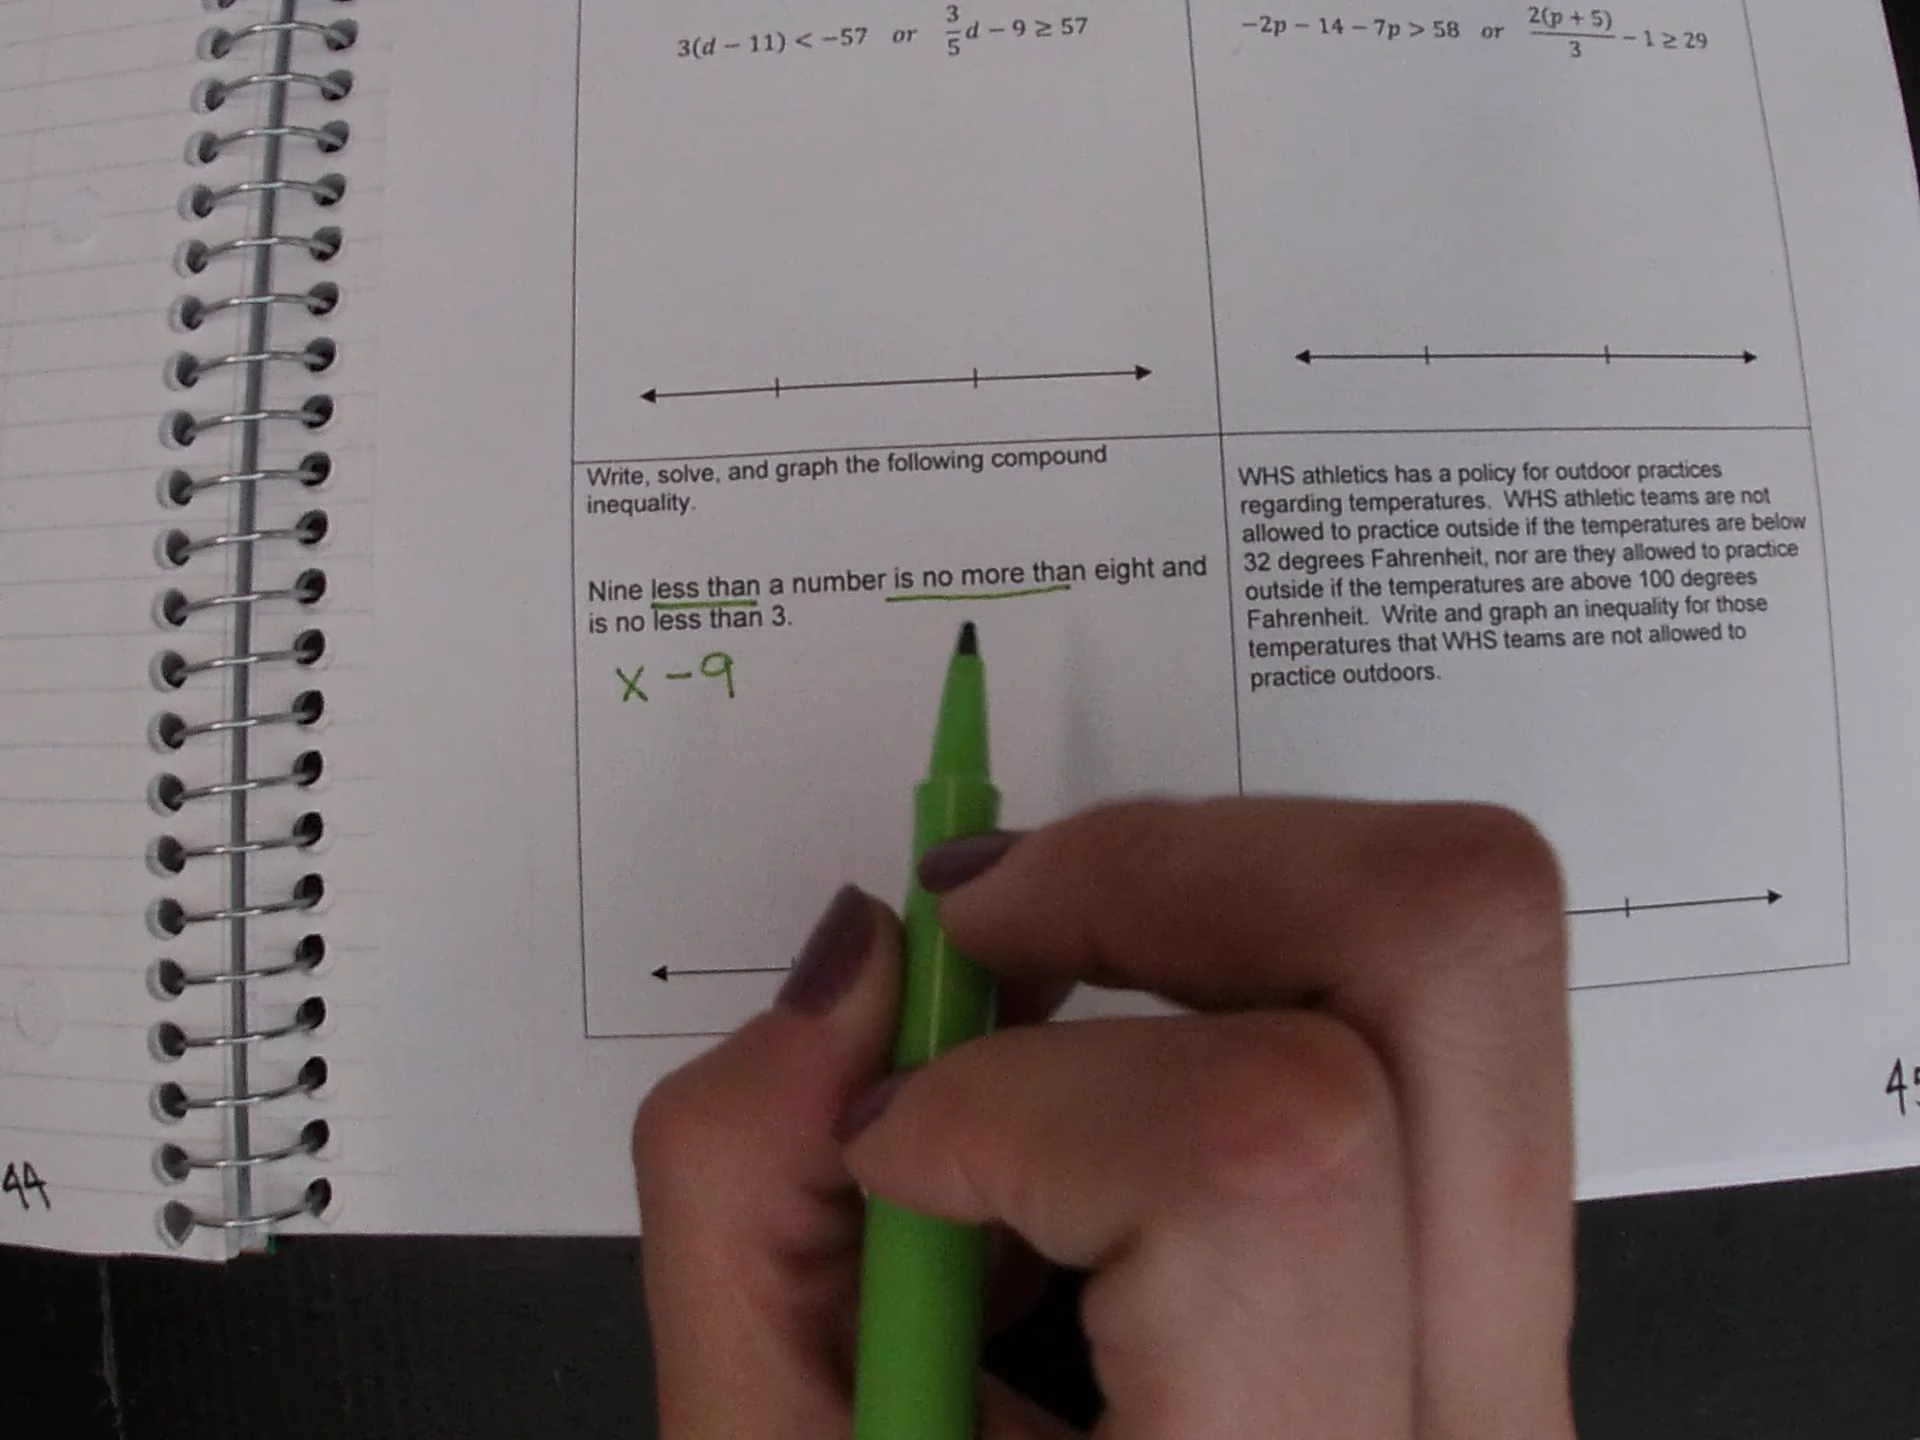 3(d − 11) < −57 or 3/5 d − 9 ≥ 57
−2p − 14 − 7p > 58 or 2(p + 5)/3 − 1 ≥ 29
Write, solve, and graph the following compound
inequality.
Nine less than a number is no more than eight and
is no less than 3.
x − 9
WHS athletics has a policy for outdoor practices
regarding temperatures. WHS athletic teams are not
allowed to practice outside if the temperatures are below
32 degrees Fahrenheit, nor are they allowed to practice
outside if the temperatures are above 100 degrees
Fahrenheit. Write and graph an inequality for those
temperatures that WHS teams are not allowed to
practice outdoors.
44